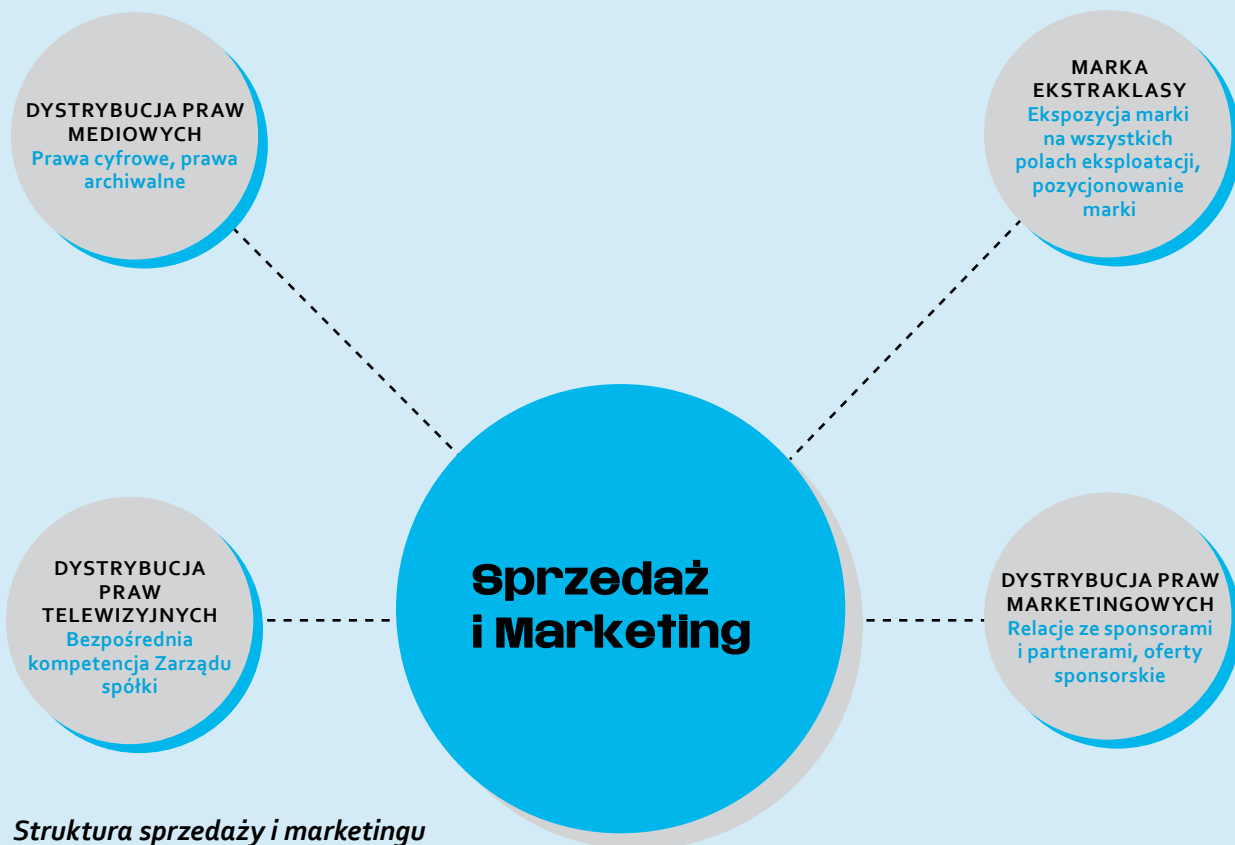 DYSTRYBUCJA PRAW
MEDIOWYCH
Prawa cyfrowe, prawa
archiwalne
MARKA
EKSTRAKLASY
Ekspozycja marki
na wszystkich
polach eksploatacji,
pozycjonowanie
marki
DYSTRYBUCJA
PRAW
TELEWIZYJNYCH
Bezpośrednia
kompetencja Zarządu
spółki
Sprzedaż
i Marketing
DYSTRYBUCJA PRAW
MARKETINGOWYCH
Relacje ze sponsorami
i partnerami, oferty
sponsorskie
Struktura sprzedaży i marketingu